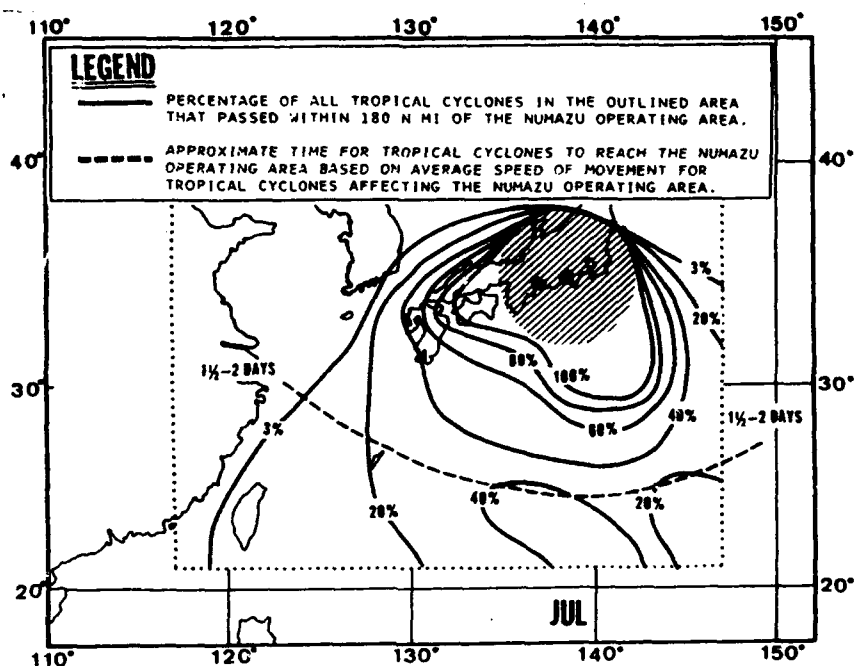 110° 120° 130° 140° 150°
LEGEND
PERCENTAGE OF ALL TROPICAL CYCLONES IN THE OUTLINED AREA
THAT PASSED WITHIN 180 N MI OF THE NUMAZU OPERATING AREA.
APPROXIMATE TIME FOR TROPICAL CYCLONES TO REACH THE NUMAZU
OPERATING AREA BASED ON AVERAGE SPEED OF MOVEMENT FOR
TROPICAL CYCLONES AFFECTING THE NUMAZU OPERATING AREA.
40° 40°
3%
20%
1½-2 DAYS
80%
100%
30° 30°
3%
60%
40%
1½-2 DAYS
20%
40%
20%
20° 20°
JUL
110° 120° 130° 140° 150°